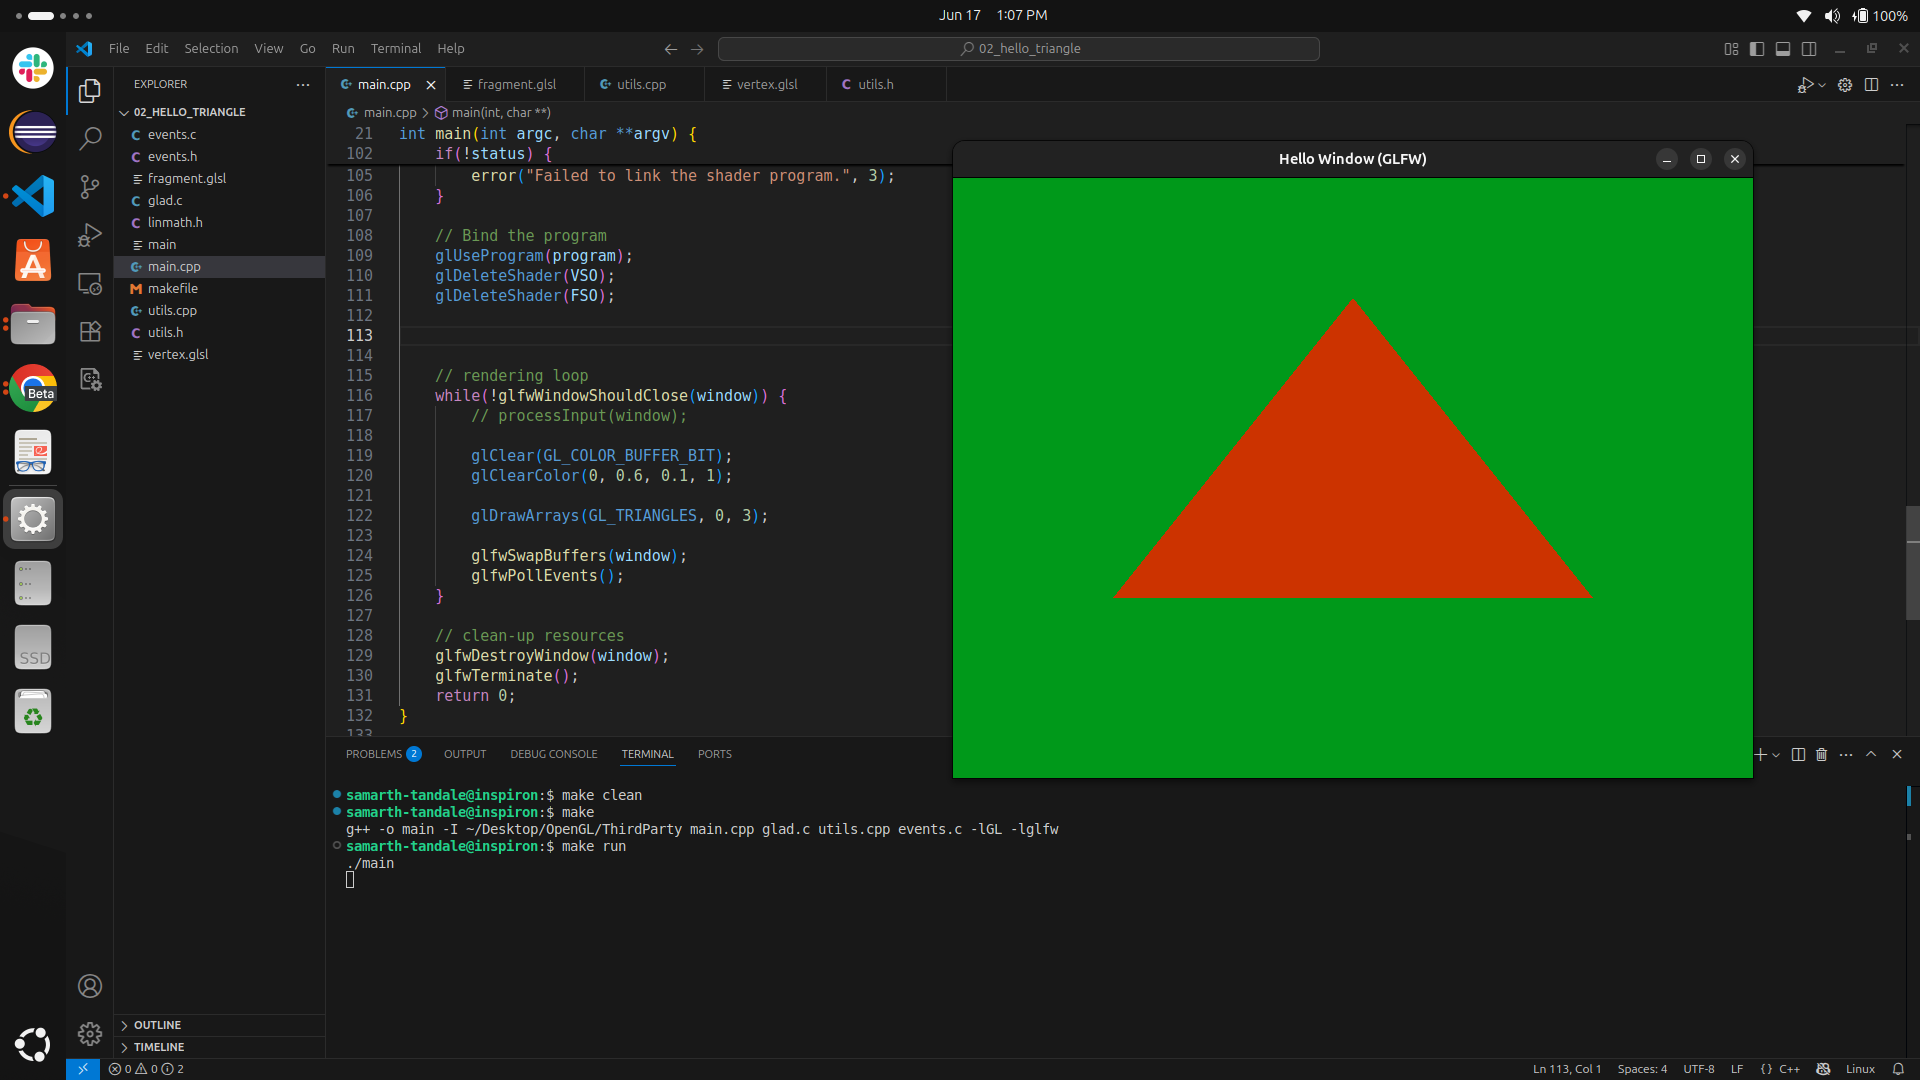 Jun 17 1:07 PM
100%
File Edit Selection View Go Run Terminal Help
02_hello_triangle
EXPLORER
02_HELLO_TRIANGLE
events.c
events.h
fragment.glsl
glad.c
linmath.h
main
main.cpp
makefile
utils.cpp
utils.h
vertex.glsl
OUTLINE
TIMELINE
Beta
SSD
main.cpp fragment.glsl utils.cpp vertex.glsl utils.h
main.cpp > main(int, char **)
21 int main(int argc, char **argv) {
102 if(!status) {
105 error("Failed to link the shader program.", 3);
106 }
107
108 // Bind the program
109 glUseProgram(program);
110 glDeleteShader(VSO);
111 glDeleteShader(FSO);
112
113
114
115 // rendering loop
116 while(!glfwWindowShouldClose(window)) {
117 // processInput(window);
118
119 glClear(GL_COLOR_BUFFER_BIT);
120 glClearColor(0, 0.6, 0.1, 1);
121
122 glDrawArrays(GL_TRIANGLES, 0, 3);
123
124 glfwSwapBuffers(window);
125 glfwPollEvents();
126 }
127
128 // clean-up resources
129 glfwDestroyWindow(window);
130 glfwTerminate();
131 return 0;
132 }
133
Hello Window (GLFW)
PROBLEMS 2 OUTPUT DEBUG CONSOLE TERMINAL PORTS
samarth-tandale@inspiron:$ make clean
samarth-tandale@inspiron:$ make
g++ -o main -I ~/Desktop/OpenGL/ThirdParty main.cpp glad.c utils.cpp events.c -lGL -lglfw
samarth-tandale@inspiron:$ make run
./main
0 0 2
Ln 113, Col 1 Spaces: 4 UTF-8 LF {} C++ Linux